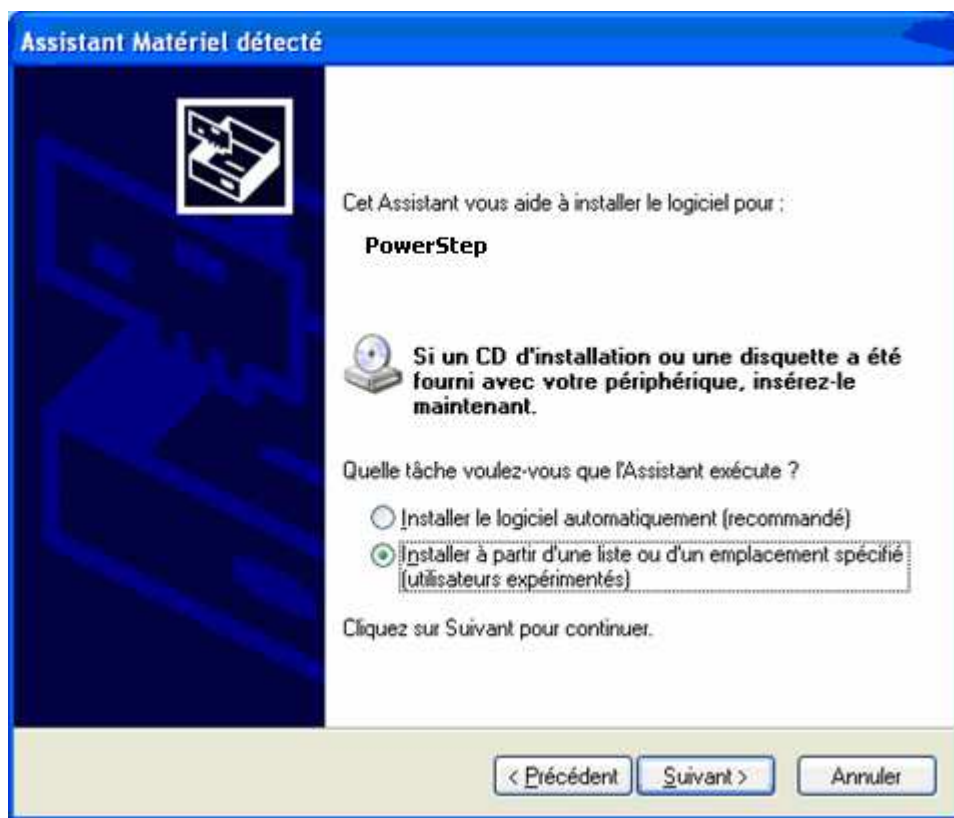 Assistant Matériel détecté
Cet Assistant vous aide à installer le logiciel pour :
PowerStep
Si un CD d'installation ou une disquette a été
fourni avec votre périphérique, insérez-le
maintenant.
Quelle tâche voulez-vous que l'Assistant exécute ?
Installer le logiciel automatiquement (recommandé)
Installer à partir d'une liste ou d'un emplacement spécifié
(utilisateurs expérimentés)
Cliquez sur Suivant pour continuer.
< Précédent Suivant > Annuler